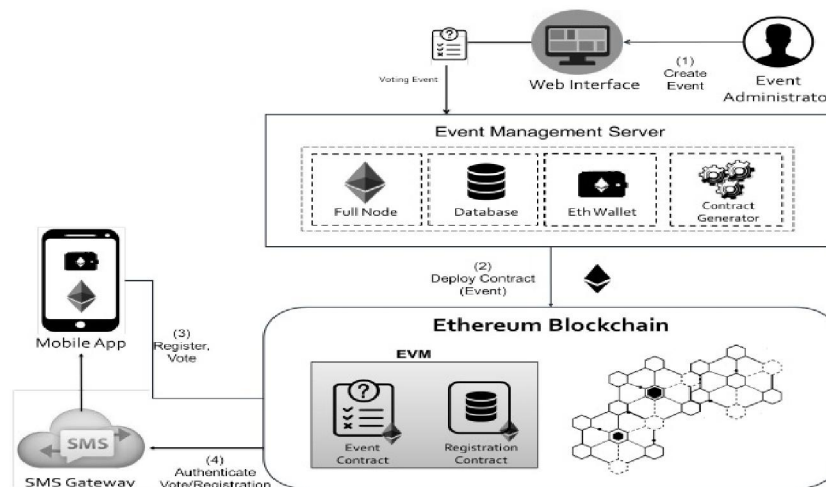 (1)
Create
Event
Voting Event
Web Interface
Event
Administrato
Event Management Server
Full Node
Database
Eth Wallet
Contract
Generator
(2)
Deploy Contract
(Event)
Ethereum Blockchain
EVM
Event
Contract
Registration
Contract
Mobile App
(3)
Register,
Vote
SMS
SMS Gateway
(4)
Authenticate
Vote/Registration